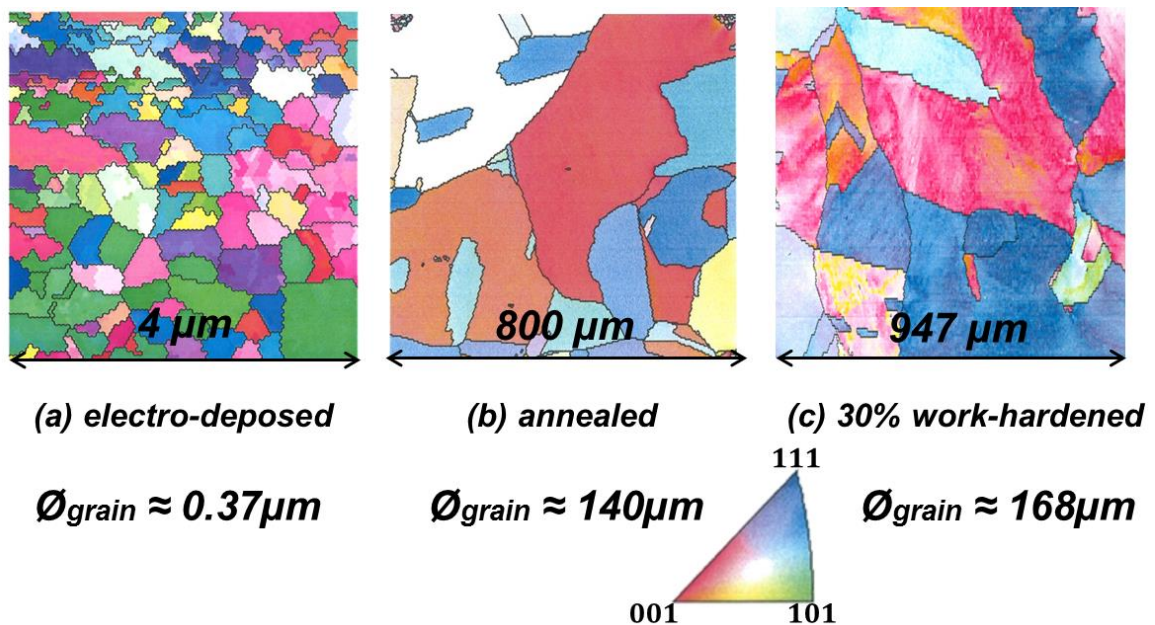 4 µm
800 µm
947 µm
(a) electro-deposed
(b) annealed
(c) 30% work-hardened
Øgrain ≈ 0.37µm
Øgrain ≈ 140µm
Øgrain ≈ 168µm
111
001
101